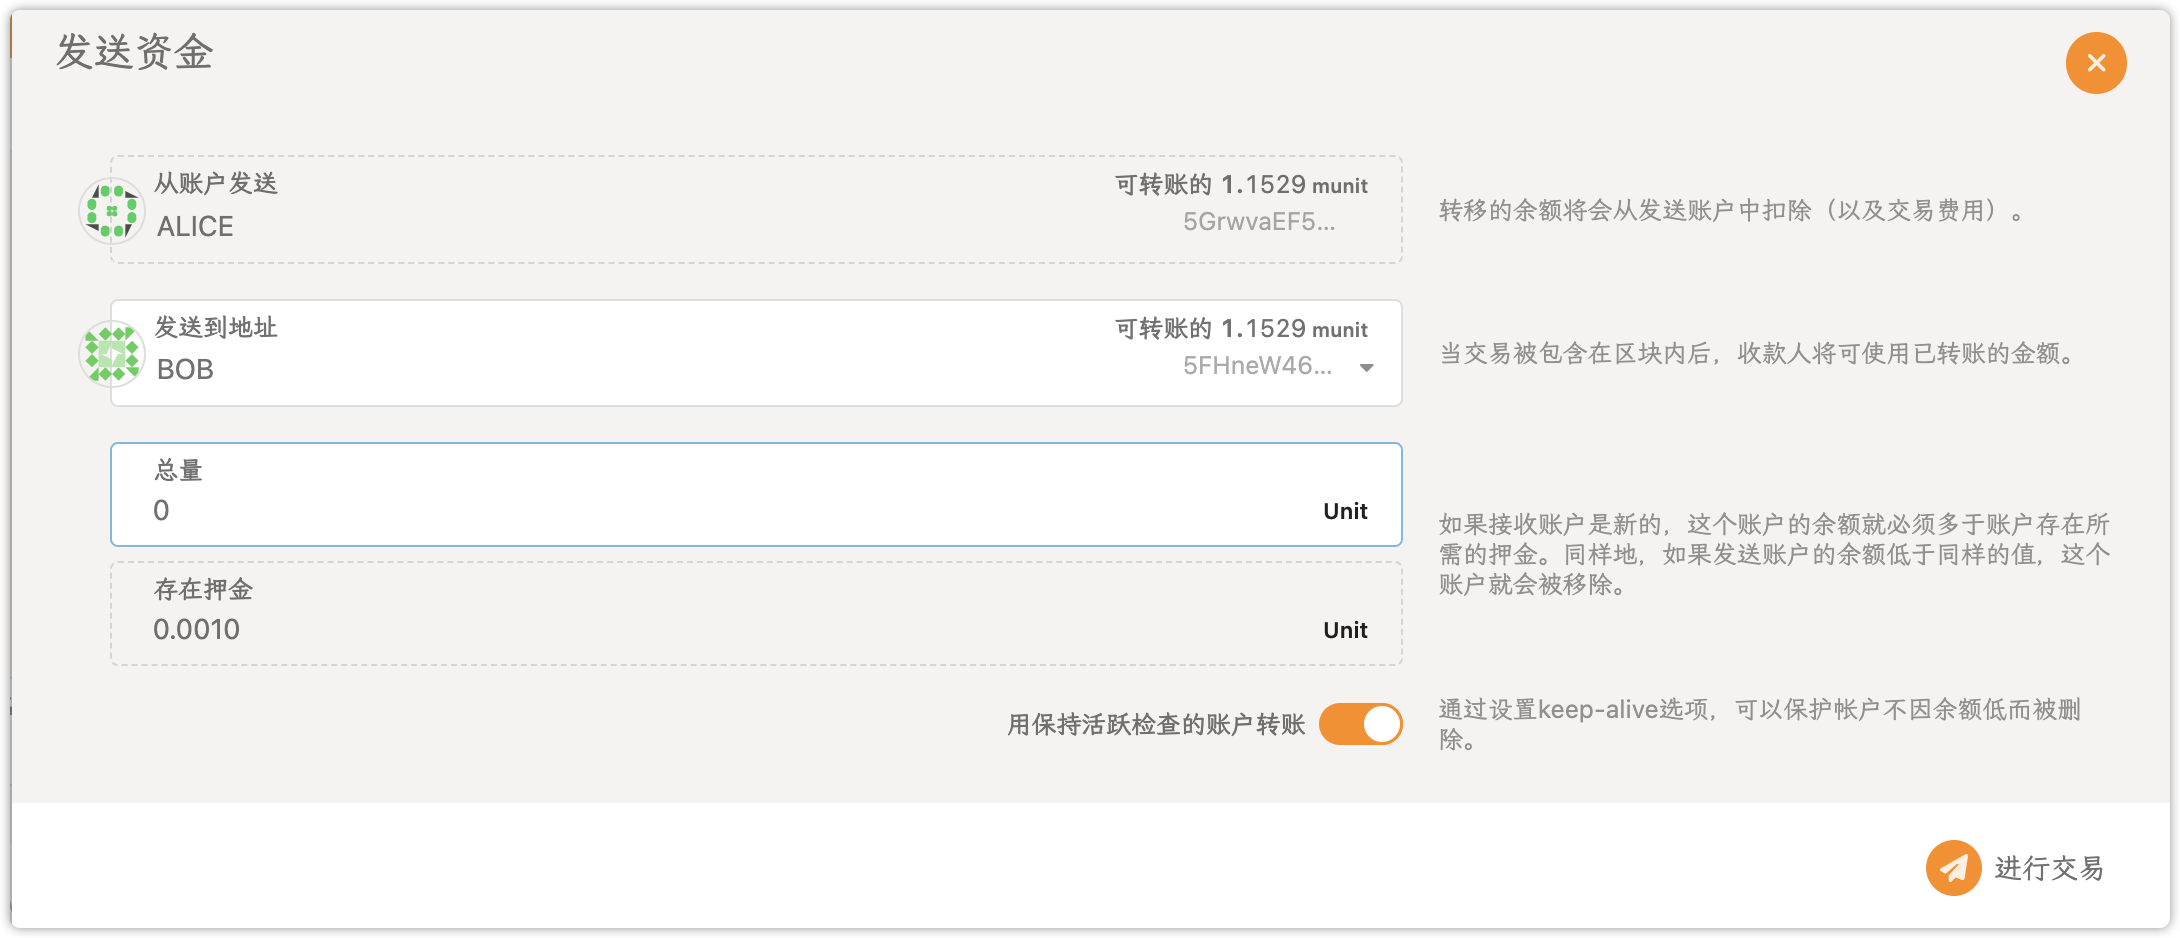 发送资金
从账户发送
可转账的 1.1529 munit
ALICE
5GrwvaEF5...
转移的余额将会从发送账户中扣除（以及交易费用）。
发送到地址
可转账的 1.1529 munit
BOB
5FHneW46...
当交易被包含在区块内后，收款人将可使用已转账的金额。
总量
0
Unit
如果接收账户是新的，这个账户的余额就必须多于账户存在所
需的押金。同样地，如果发送账户的余额低于同样的值，这个
账户就会被移除。
存在押金
0.0010
Unit
用保持活跃检查的账户转账
通过设置keep-alive选项，可以保护帐户不因余额低而被删
除。
进行交易